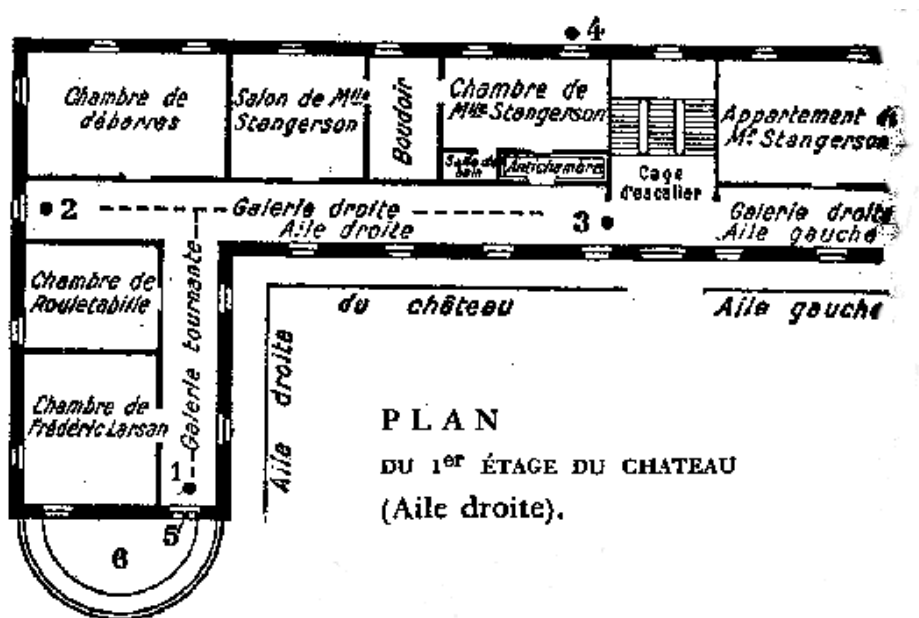 4
Chambre de
débarras
Salon de Mlle
Stangerson
Boudoir
Chambre de
Mlle Stangerson
Salle de
bain
Antichambre
Cage
d'escalier
Appartement de
Mr. Stangerson
2
Galerie droite
Aile droite
3
Galerie droite
Aile gauche
Chambre de
Rouletabille
Galerie tournante
Chambre de
Frédéric Larsan
1
5
6
du château
Aile gauche
Aile droite
PLAN
DU 1er ÉTAGE DU CHATEAU
(Aile droite).